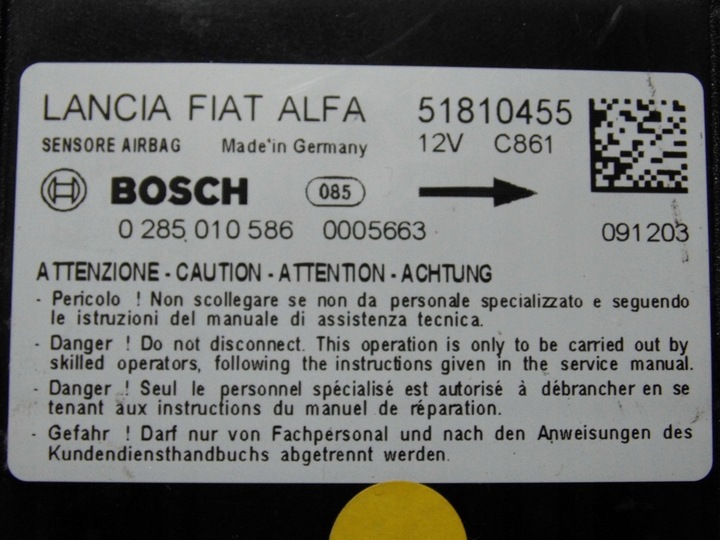 LANCIA FIAT ALFA 51810455
SENSORE AIRBAG Made in Germany 12V C861
BOSCH 085
0 285 010 586 0005663 091203
ATTENZIONE - CAUTION - ATTENTION - ACHTUNG
- Pericolo ! Non scollegare se non da personale specializzato e seguendo
le istruzioni del manuale di assistenza tecnica.
- Danger ! Do not disconnect. This operation is only to be carried out by
skilled operators, following the instructions given in the service manual.
- Danger ! Seul le personnel spécialisé est autorisé à débrancher en se
tenant aux instructions du manuel de réparation.
- Gefahr ! Darf nur von Fachpersonal und nach den Anweisungen des
Kundendiensthandbuchs abgetrennt werden.